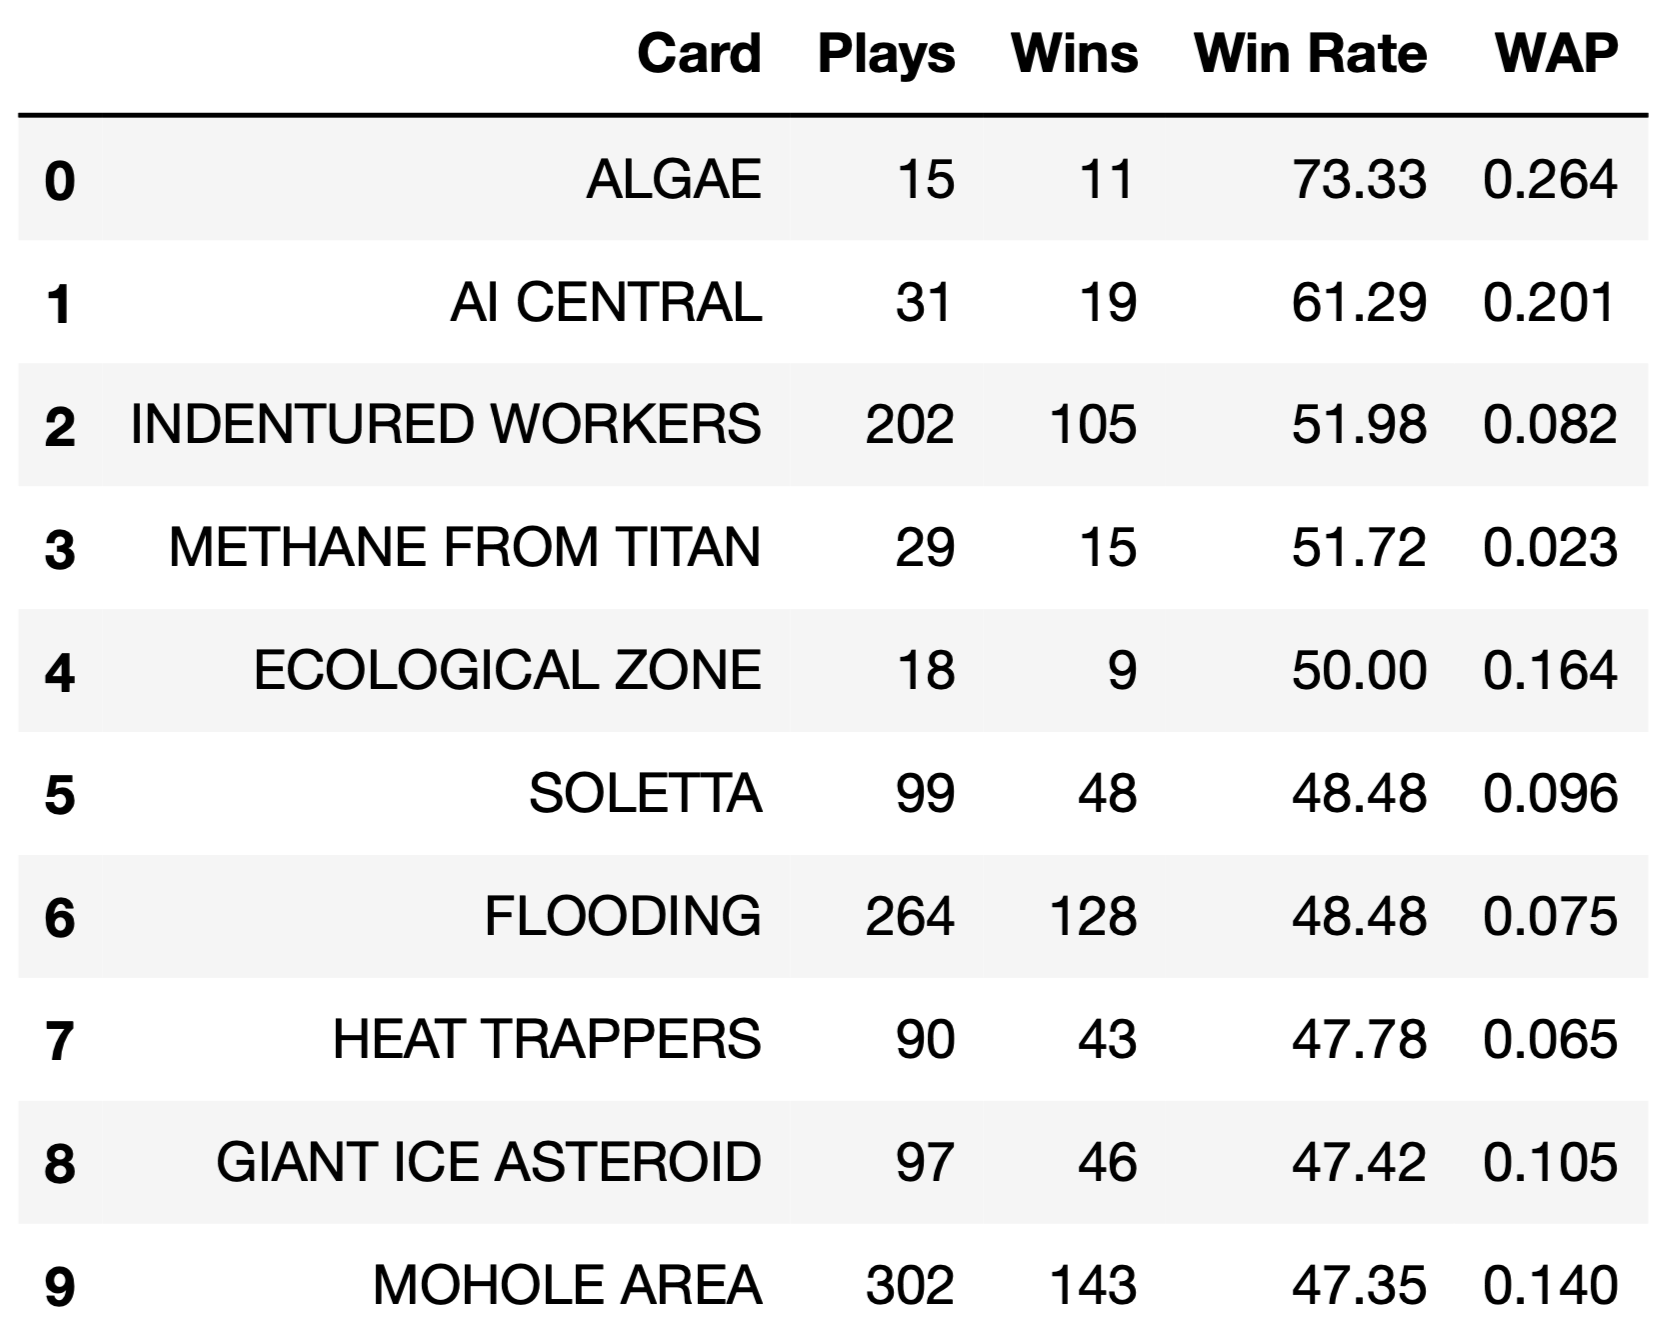 Card Plays Wins Win Rate WAP
0 ALGAE 15 11 73.33 0.264
1 AI CENTRAL 31 19 61.29 0.201
2 INDENTURED WORKERS 202 105 51.98 0.082
3 METHANE FROM TITAN 29 15 51.72 0.023
4 ECOLOGICAL ZONE 18 9 50.00 0.164
5 SOLETTA 99 48 48.48 0.096
6 FLOODING 264 128 48.48 0.075
7 HEAT TRAPPERS 90 43 47.78 0.065
8 GIANT ICE ASTEROID 97 46 47.42 0.105
9 MOHOLE AREA 302 143 47.35 0.140